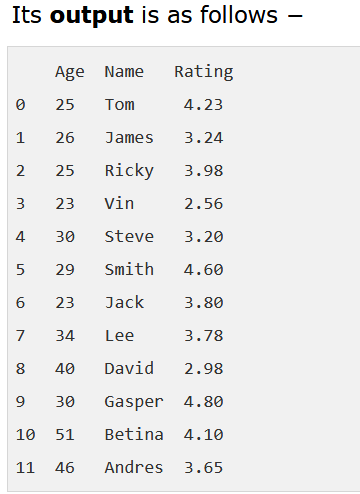 Its output is as follows −
Age Name Rating
0 25 Tom 4.23
1 26 James 3.24
2 25 Ricky 3.98
3 23 Vin 2.56
4 30 Steve 3.20
5 29 Smith 4.60
6 23 Jack 3.80
7 34 Lee 3.78
8 40 David 2.98
9 30 Gasper 4.80
10 51 Betina 4.10
11 46 Andres 3.65